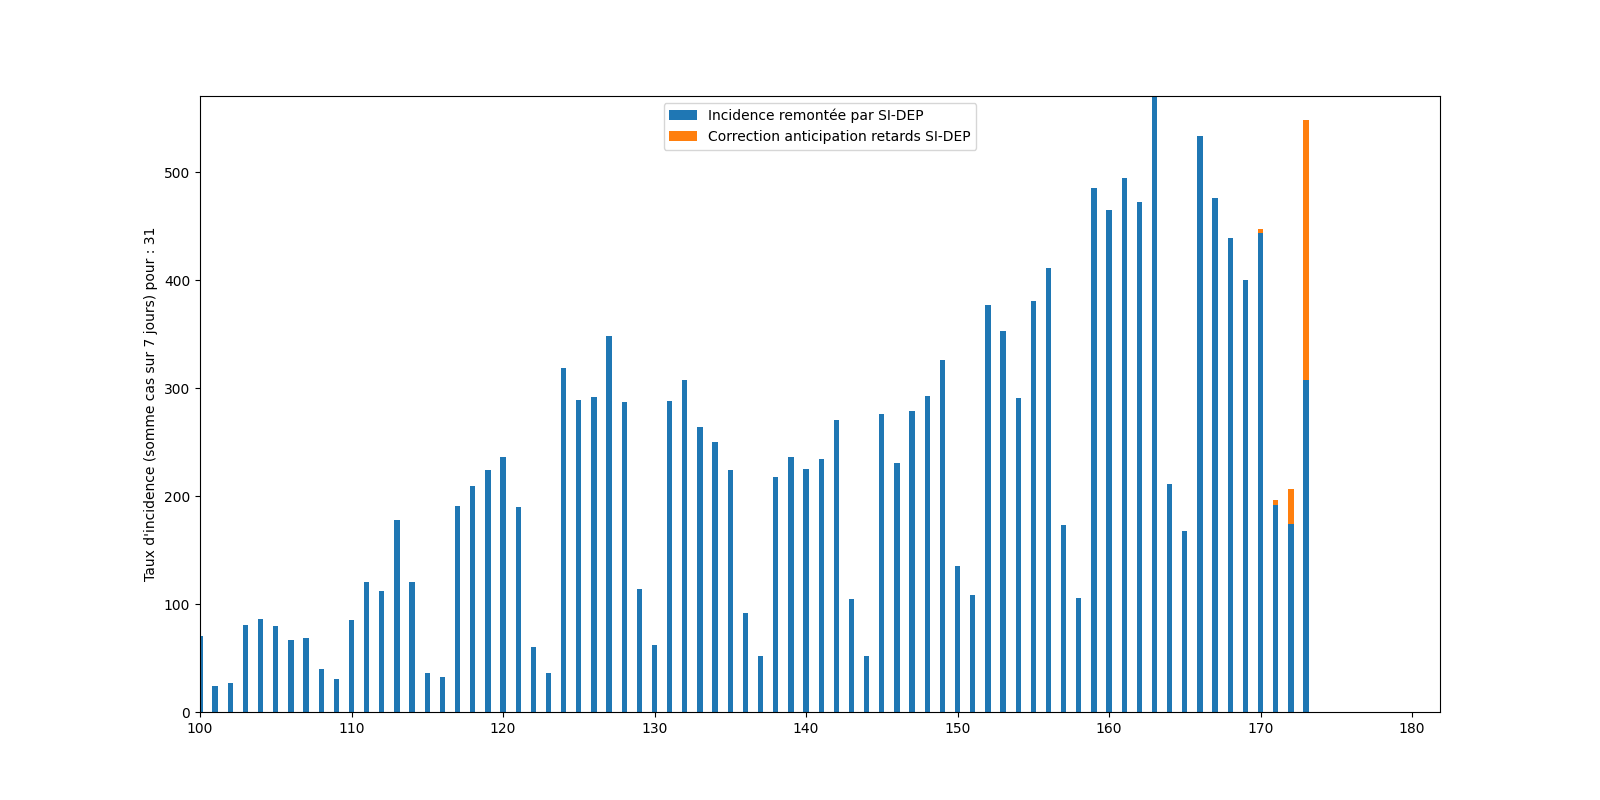 Incidence remontée par SI-DEP
Correction anticipation retards SI-DEP
Taux d'incidence (somme cas sur 7 jours) pour : 31
500
400
300
200
100
0
100 110 120 130 140 150 160 170 180